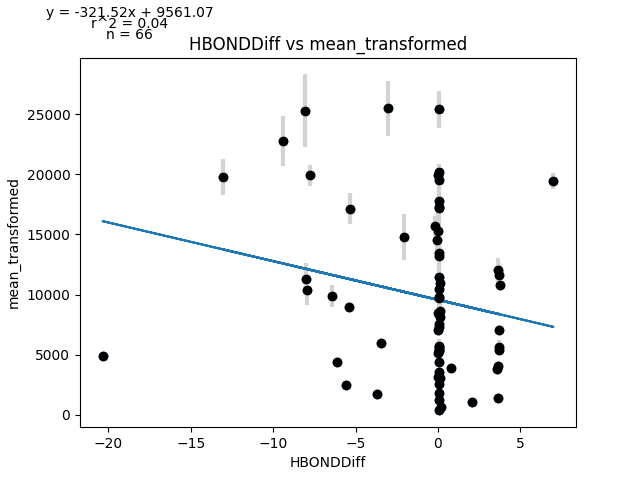 y = -321.52x + 9561.07
r^2 = 0.04
n = 66
HBONDDiff vs mean_transformed
25000
20000
15000
10000
5000
0
mean_transformed
−20
−15
−10
−5
0
5
HBONDDiff